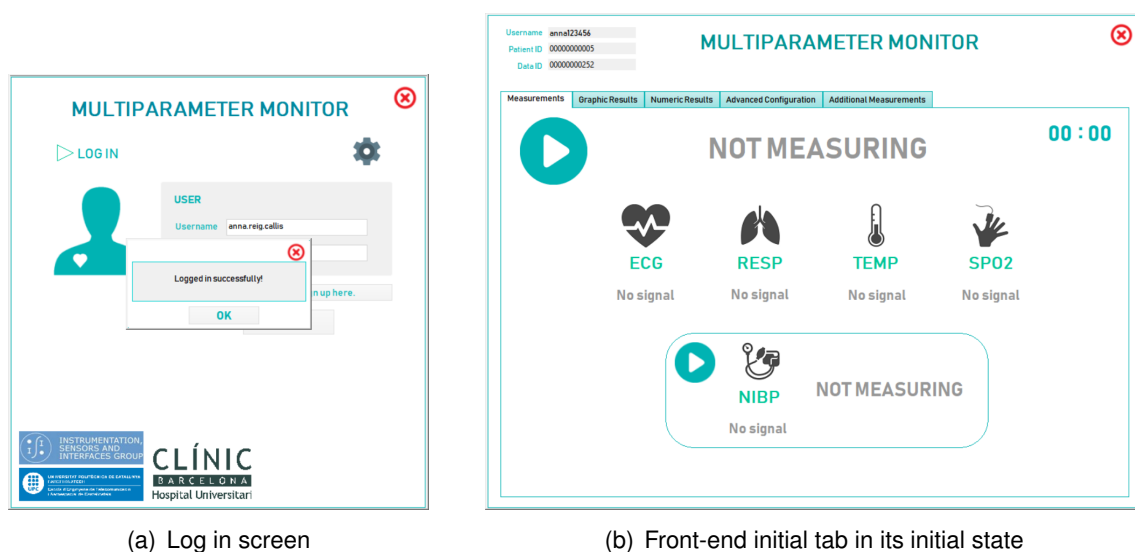 MULTIPARAMETER MONITOR
LOG IN
USER
Username anna.reig.callis
Logged in successfully!
n up here.
OK
INSTRUMENTATION,
SENSORS AND
INTERFACES GROUP
UPC
CLÍNIC
BARCELONA
Hospital Universitari
(a) Log in screen
Username anna123456
Patient ID 00000000005
Data ID 00000000252
MULTIPARAMETER MONITOR
Measurements Graphic Results Numeric Results Advanced Configuration Additional Measurements
NOT MEASURING
00 : 00
ECG RESP TEMP SPO2
No signal No signal No signal No signal
NIBP
NOT MEASURING
No signal
(b) Front-end initial tab in its initial state